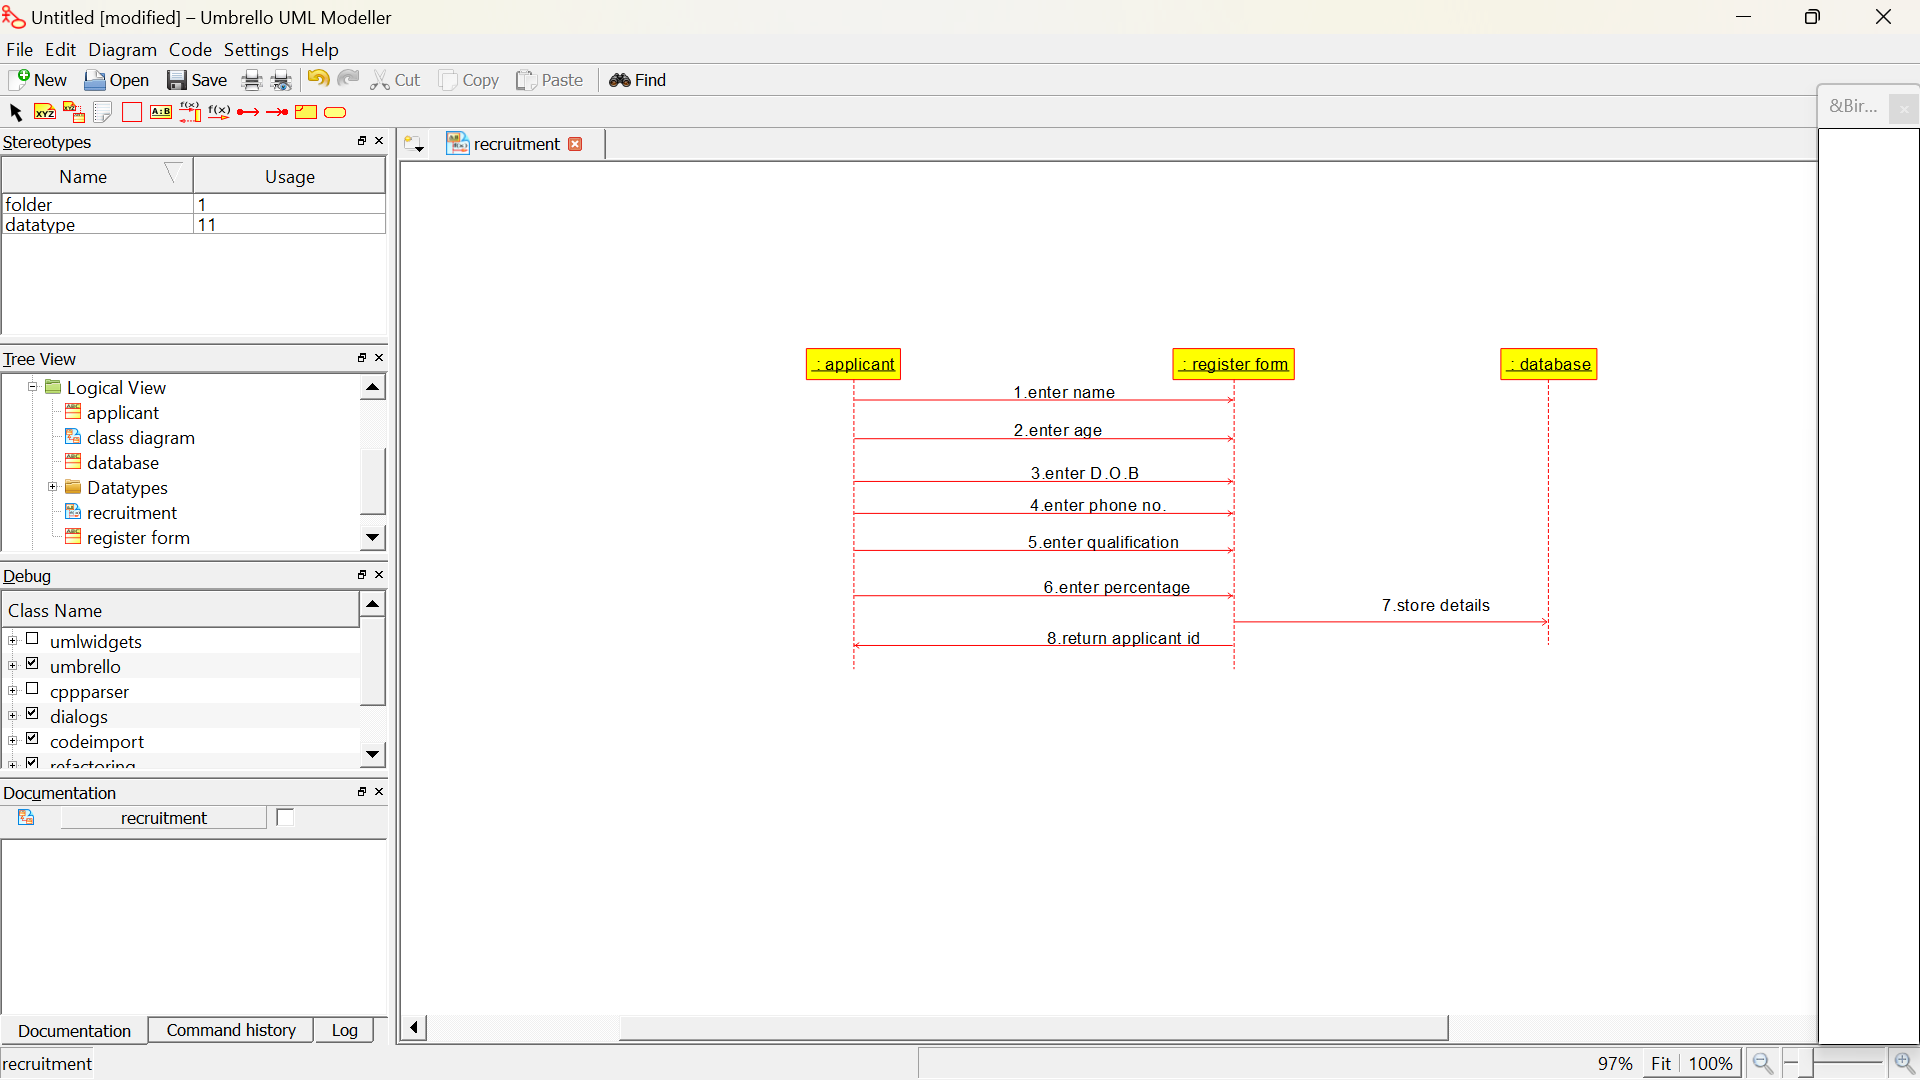 Untitled [modified] – Umbrello UML Modeller
File Edit Diagram Code Settings Help
New Open Save Cut Copy Paste Find
XYZ XYZ A:B f(x) f(x)
&Bir...
Stereotypes
recruitment
Name Usage
folder 1
datatype 11
Tree View
Logical View
applicant
class diagram
database
Datatypes
recruitment
register form
Debug
Class Name
umlwidgets
umbrello
cppparser
dialogs
codeimport
refactoring
Documentation
recruitment
Documentation Command history Log
: applicant : register form : database
1.enter name
2.enter age
3.enter D.O.B
4.enter phone no.
5.enter qualification
6.enter percentage
7.store details
8.return applicant id
recruitment
97% Fit 100%